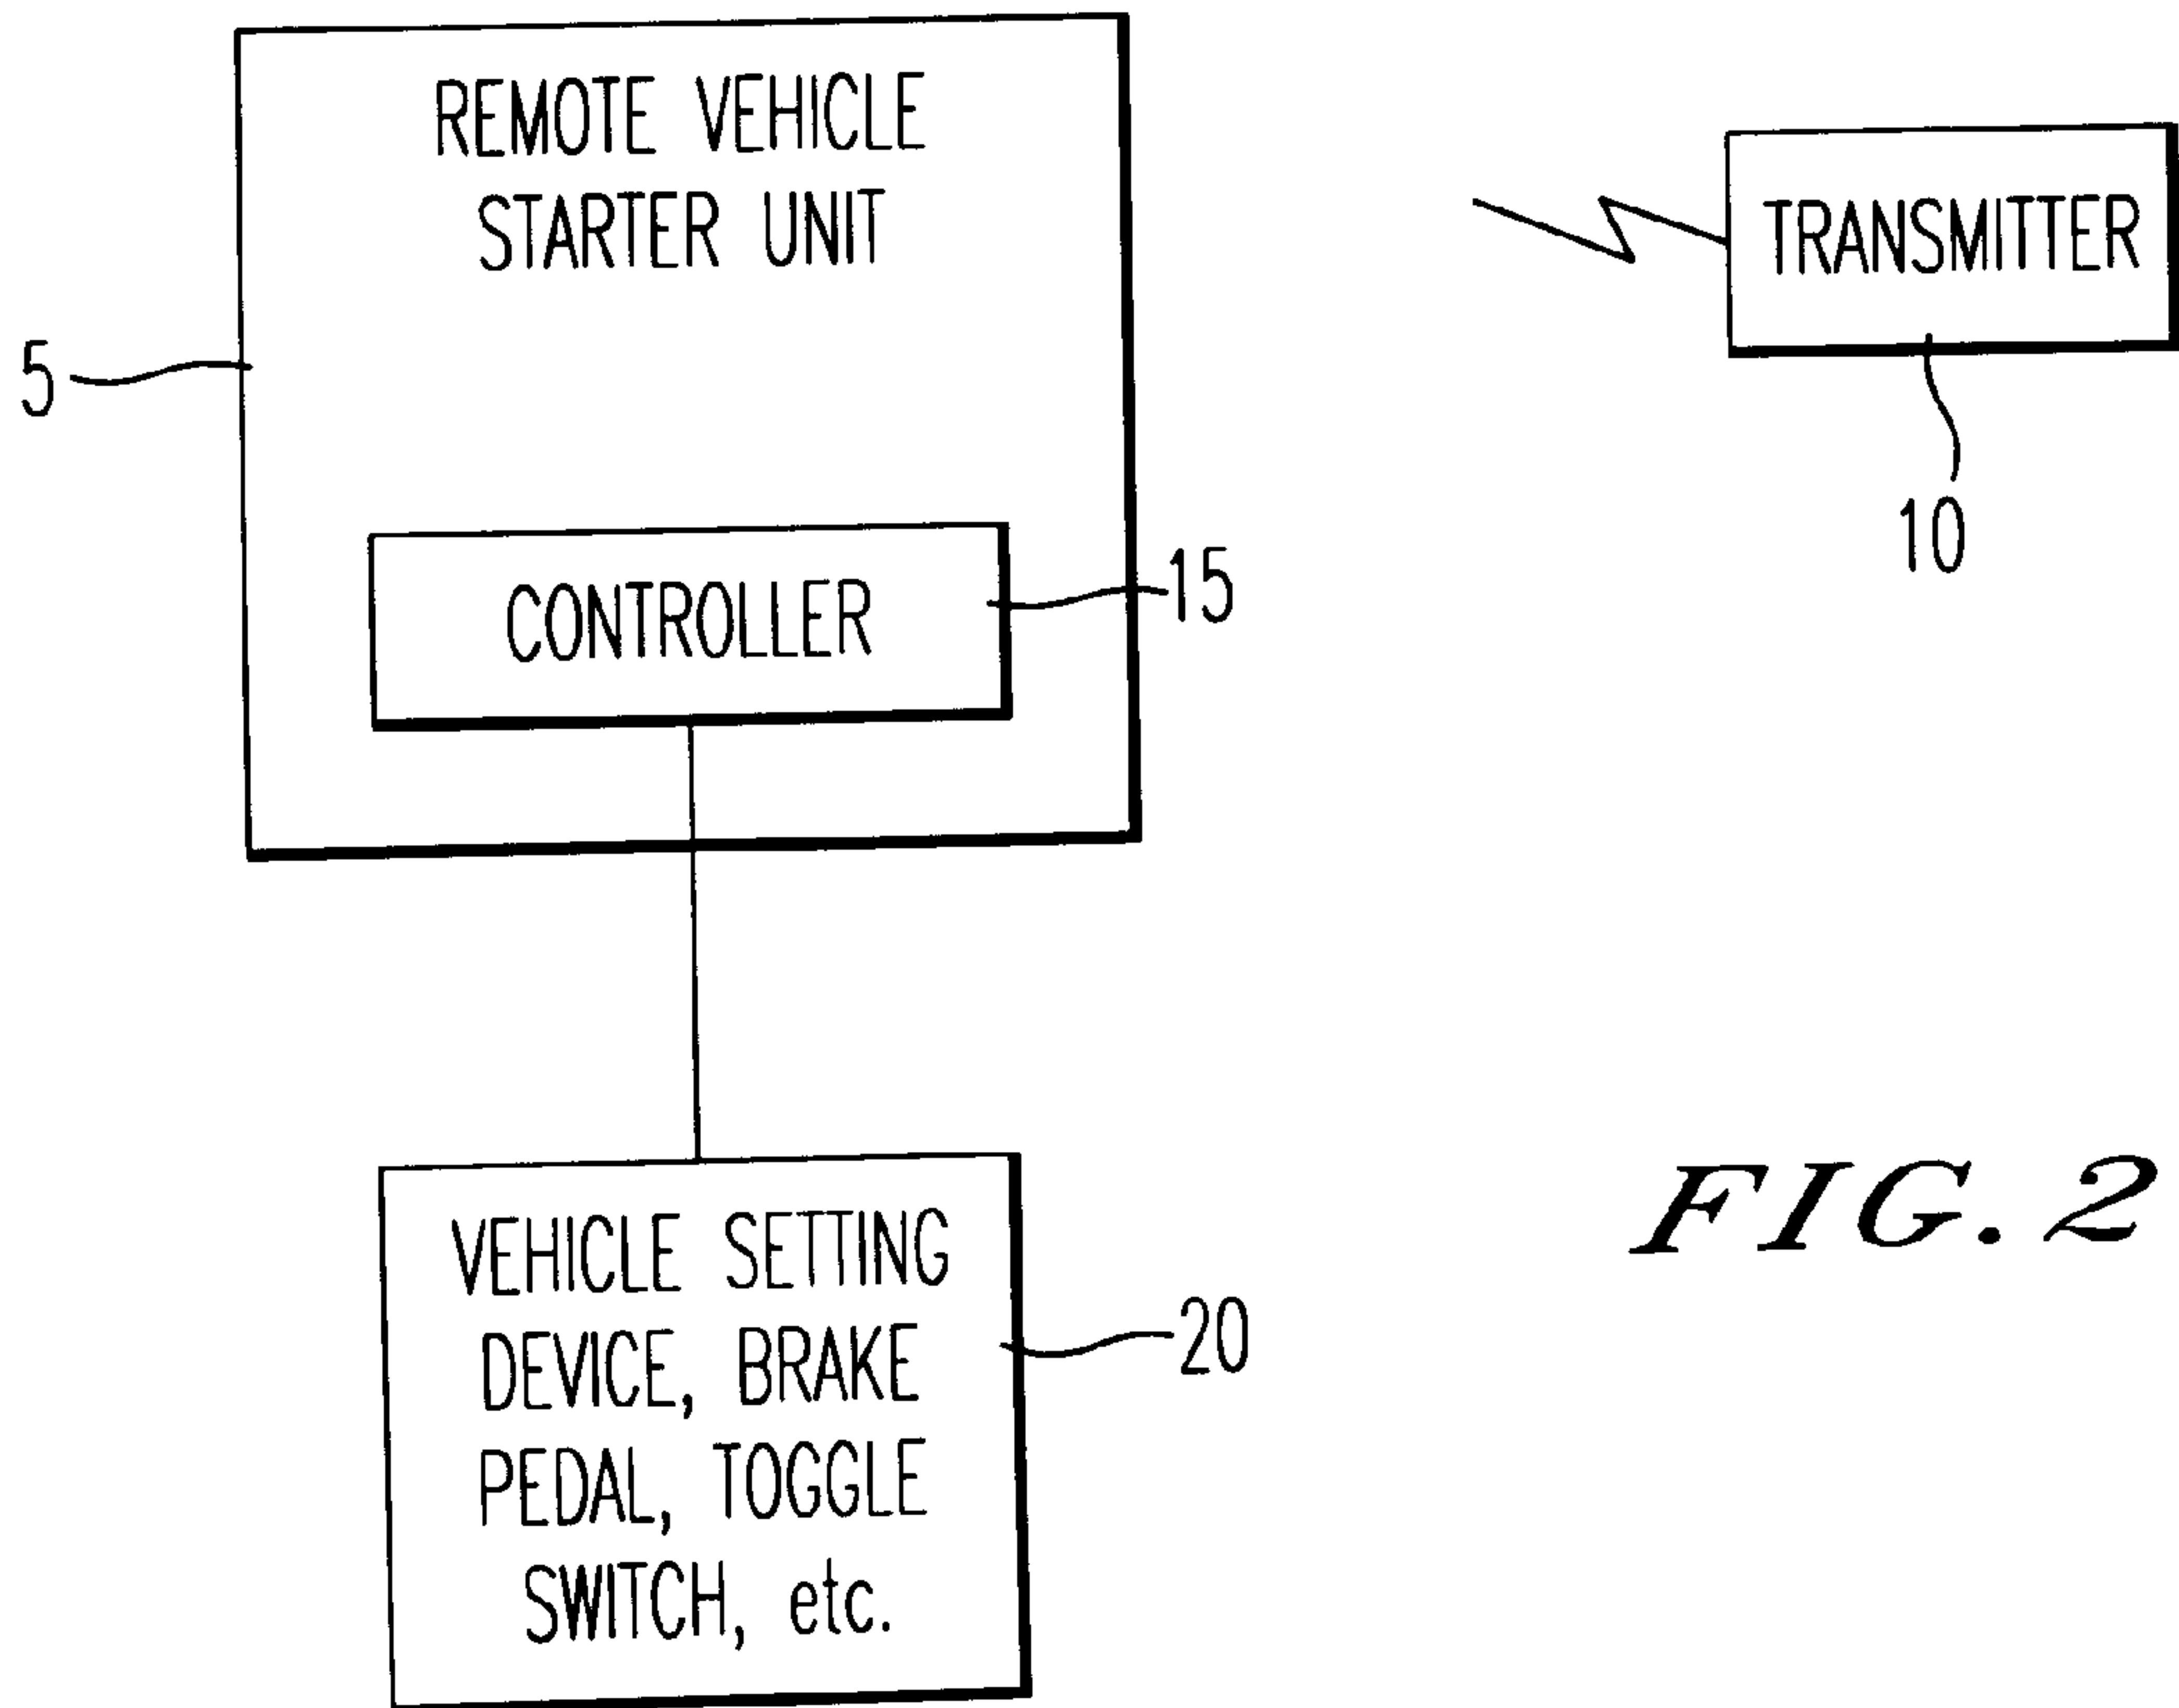 REMOTE VEHICLE
STARTER UNIT
TRANSMITTER
5
10
CONTROLLER
15
VEHICLE SETTING
DEVICE, BRAKE
PEDAL, TOGGLE
SWITCH, etc.
20
FIG. 2